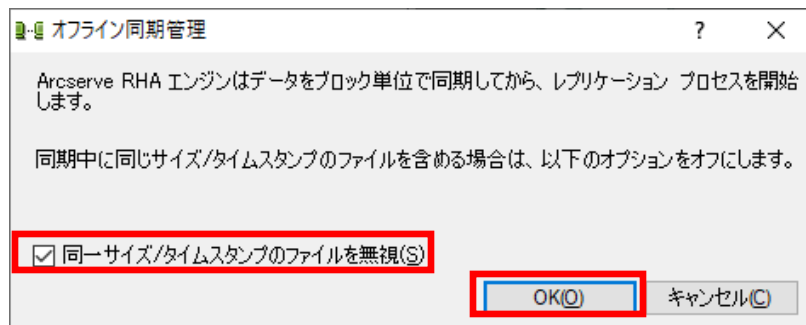 オフライン同期管理
Arcserve RHA エンジンはデータをブロック単位で同期してから、レプリケーション プロセスを開始
します。
同期中に同じサイズ/タイムスタンプのファイルを含める場合は、以下のオプションをオフにします。
同一サイズ/タイムスタンプのファイルを無視(S)
OK(O)
キャンセル(C)